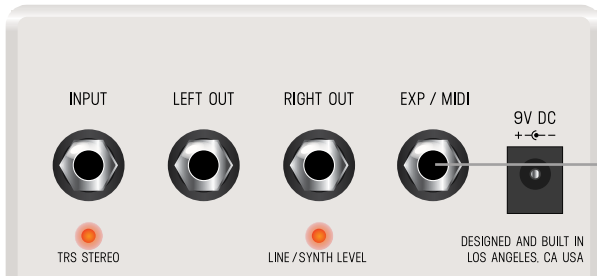 INPUT
LEFT OUT
RIGHT OUT
EXP / MIDI
9V DC
TRS STEREO
LINE/SYNTH LEVEL
DESIGNED AND BUILT IN
LOS ANGELES, CA USA